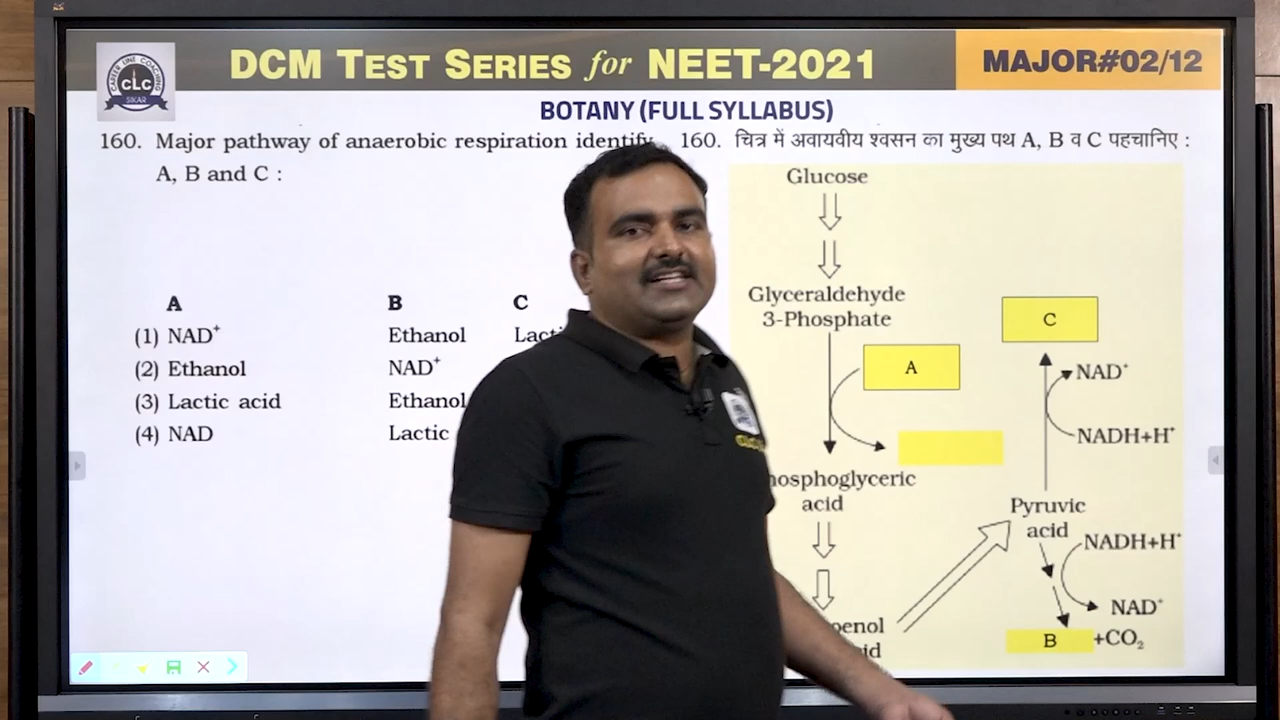 DCM TEST SERIES for NEET-2021
MAJOR#02/12
CLC
SIKAR
BOTANY (FULL SYLLABUS)
160. Major pathway of anaerobic respiration identify
A, B and C :
A B C
(1) NAD⁺ Ethanol
(2) Ethanol NAD⁺
(3) Lactic acid Ethanol
(4) NAD Lactic
160. चित्र में अवायवीय श्वसन का मुख्य पथ A, B व C पहचानिए :
Glucose
Glyceraldehyde
3-Phosphate
A
C
NAD⁺
NADH+H⁺
acid
Pyruvic
acid
NADH+H⁺
NAD⁺
B +CO₂